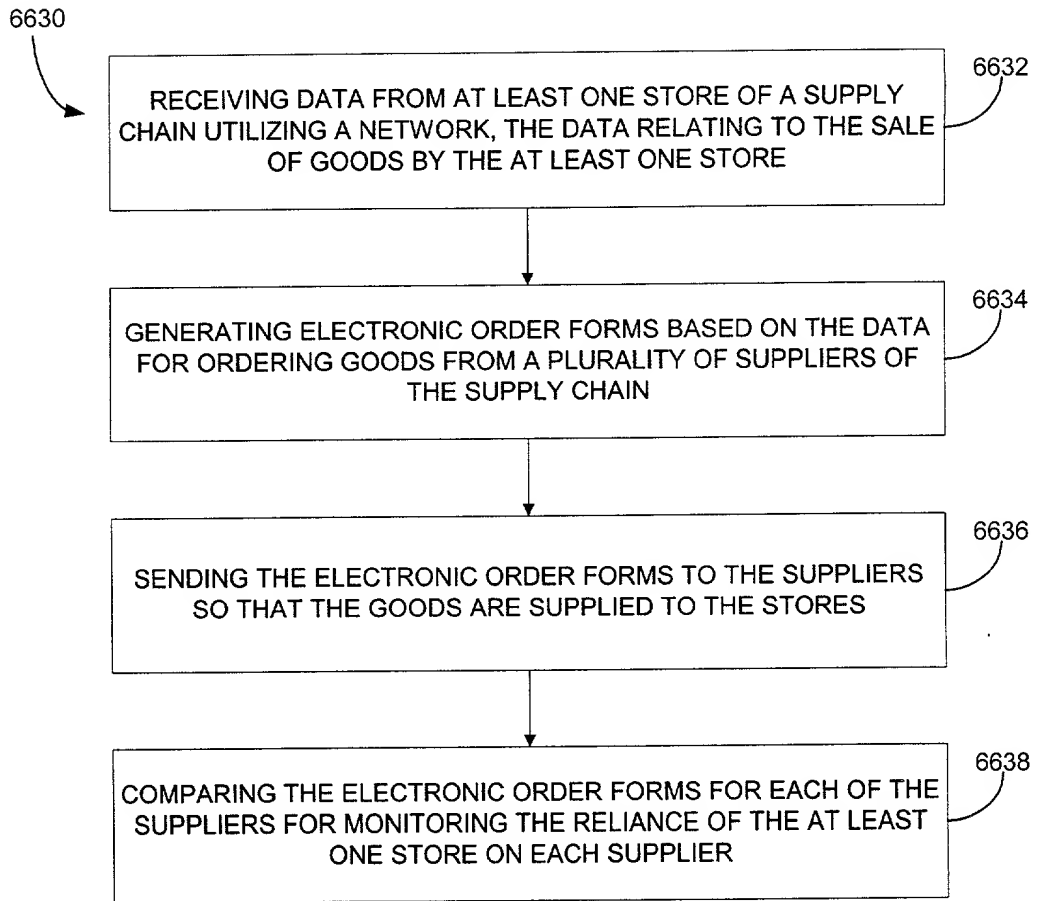 6630
6632
RECEIVING DATA FROM AT LEAST ONE STORE OF A SUPPLY
CHAIN UTILIZING A NETWORK, THE DATA RELATING TO THE SALE
OF GOODS BY THE AT LEAST ONE STORE
6634
GENERATING ELECTRONIC ORDER FORMS BASED ON THE DATA
FOR ORDERING GOODS FROM A PLURALITY OF SUPPLIERS OF
THE SUPPLY CHAIN
6636
SENDING THE ELECTRONIC ORDER FORMS TO THE SUPPLIERS
SO THAT THE GOODS ARE SUPPLIED TO THE STORES
6638
COMPARING THE ELECTRONIC ORDER FORMS FOR EACH OF THE
SUPPLIERS FOR MONITORING THE RELIANCE OF THE AT LEAST
ONE STORE ON EACH SUPPLIER